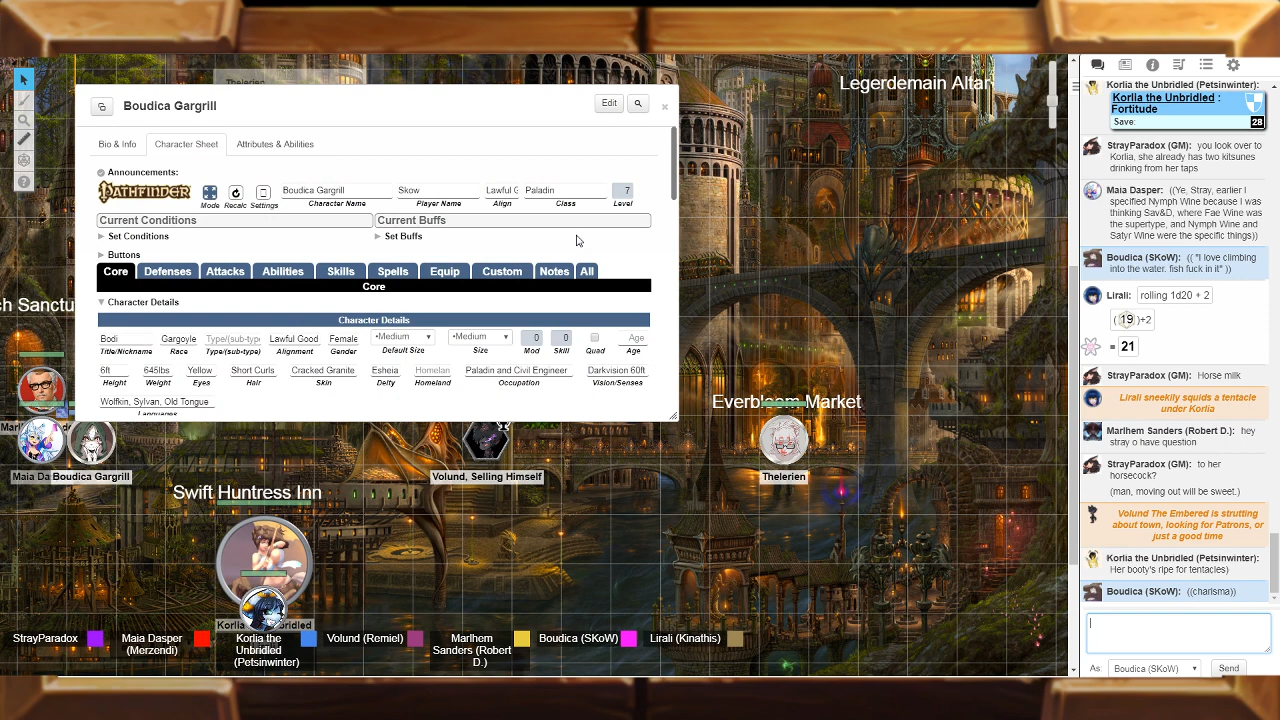 Thelerien
Legerdemain Altar
Boudica Gargrill
Edit
Bio & Info
Character Sheet
Attributes & Abilities
Announcements:
PATHFINDER
Mode
Recalc
Settings
Boudica Gargrill
Skow
Lawful G
Paladin
7
Character Name
Player Name
Align
Class
Level
Current Conditions
Current Buffs
Set Conditions
Set Buffs
Buttons
Core
Defenses
Attacks
Abilities
Skills
Spells
Equip
Custom
Notes
All
Core
Character Details
Character Details
Bodi
Gargoyle
Type/(sub-typ
Lawful Good
Female
•Medium
•Medium
0
0
Age
Title/Nickname
Race
Type/(sub•type)
Alignment
Gender
Default Size
Size
Mod
Skill
Quad
Age
6ft
645lbs
Yellow
Short Curls
Cracked Granite
Esheia
Homelan
Paladin and Civil Engineer
Darkvision 60ft
Height
Weight
Eyes
Hair
Skin
Deity
Homeland
Occupation
Vision/Senses
Wolfkin, Sylvan, Old Tongue
Languages
ch Sanctu
Everbloom Market
Maia Da
Boudica Gargrill
Volund, Selling Himself
Thelerien
Swift Huntress Inn
StrayParadox
Maia Dasper
(Merzendi)
Korlia the
Unbridled
(Petsinwinter)
Volund (Remiel)
Marlhem
Sanders (Robert
D.)
Boudica (SKoW)
Lirali (Kinathis)
Korlia the Unbridled (Petsinwinter):
Korlia the Unbridled :
Fortitude
Save:
28
StrayParadox (GM): you look over to
Korlia, she already has two kitsunes
drinking from her taps
Maia Dasper: ((Ye, Stray, earlier I
specified Nymph Wine because I was
thinking Sav&D, where Fae Wine was
the supertype, and Nymph Wine and
Satyr Wine were the specific things))
Boudica (SKoW): (( "I love climbing
into the water. fish fuck in it" ))
Lirali: rolling 1d20 + 2
(19)+2
= 21
StrayParadox (GM): Horse milk
Lirali sneekily squids a tentacle
under Korlia
Marlhem Sanders (Robert D.): hey
stray o have question
StrayParadox (GM): to her
horsecock?
(man, moving out will be sweet.)
Volund The Embered is strutting
about town, looking for Patrons, or
just a good time
Korlia the Unbridled (Petsinwinter):
Her booty's ripe for tentacles)
Boudica (SKoW): ((charisma))
As:
Boudica (SKoW)
Send